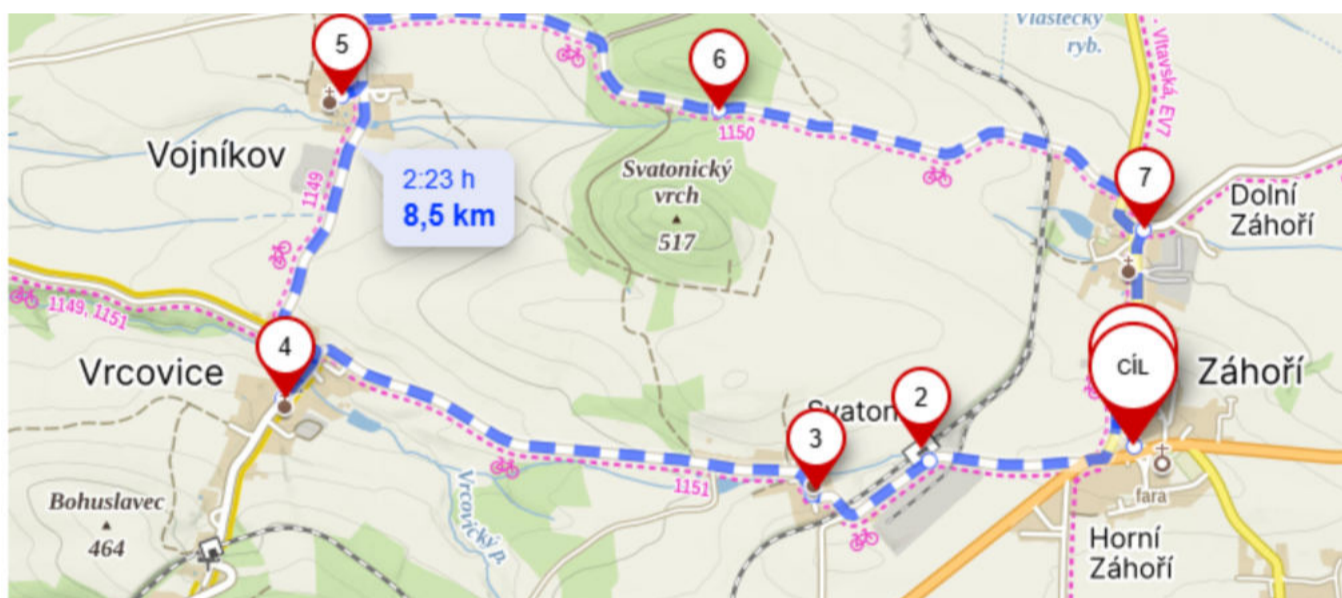 Vlastecký
ryb.
- Vltavská, EV7
5
6
1150
Vojníkov
1149
2:23 h
8,5 km
Svatonický
vrch
517
7
Dolní
Záhoří
1149, 1151
4
Vrcovice
CÍL
Záhoří
2
Svaton
3
1151
Bohuslavec
464
Vrcovický p.
fara
Horní
Záhoří